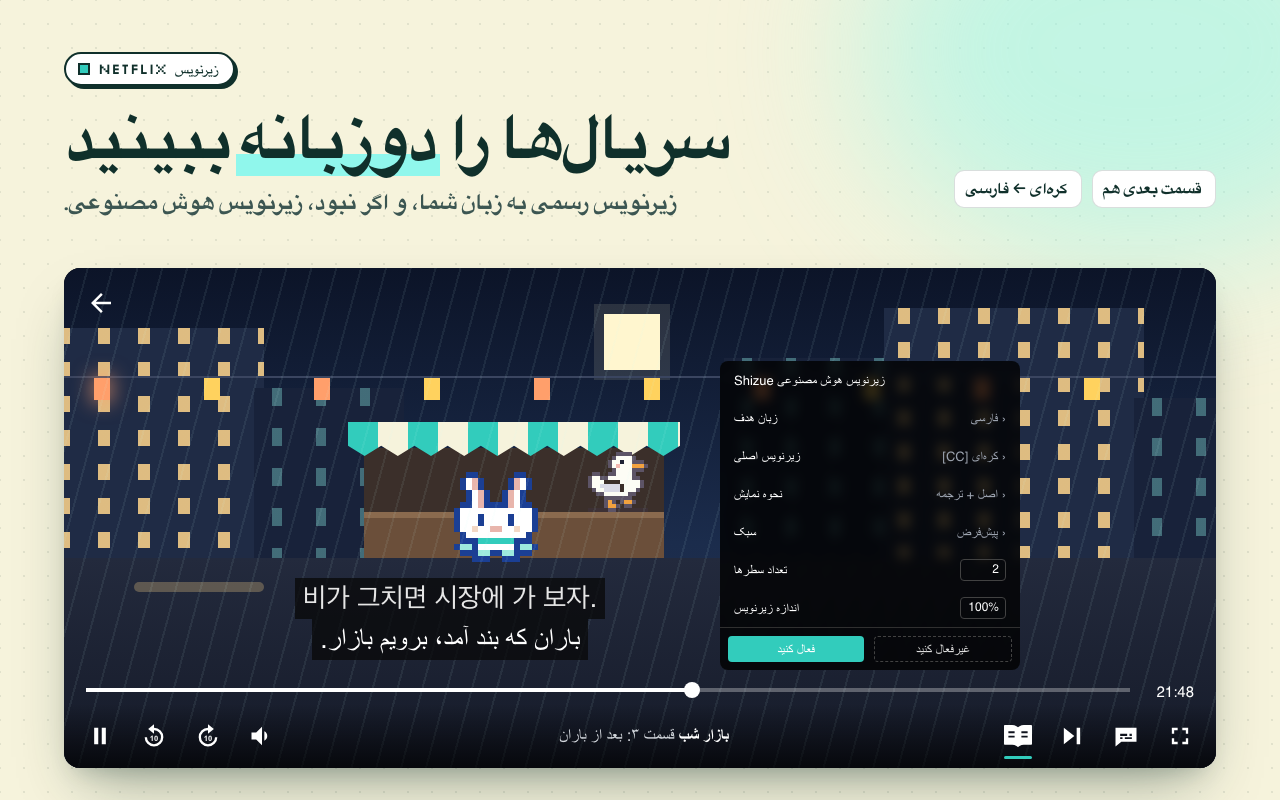 NETFLIX زیرنویس
سریال‌ها را دوزبانه ببینید
زیرنویس رسمی به زبان شما، و اگر نبود، زیرنویس هوش مصنوعی.
قسمت بعدی هم
کره‌ای ← فارسی
زیرنویس هوش مصنوعی Shizue
زبان هدف
فارسی ›
زیرنویس اصلی
کره‌ای [CC] ›
نحوه نمایش
اصل + ترجمه ›
سبک
پیش‌فرض ›
تعداد سطرها
2
اندازه زیرنویس
100%
فعال کنید
غیرفعال کنید
비가 그치면 시장에 가 보자.
باران که بند آمد، برویم بازار.
21:48
10
10
بازار شب قسمت ۳: بعد از باران